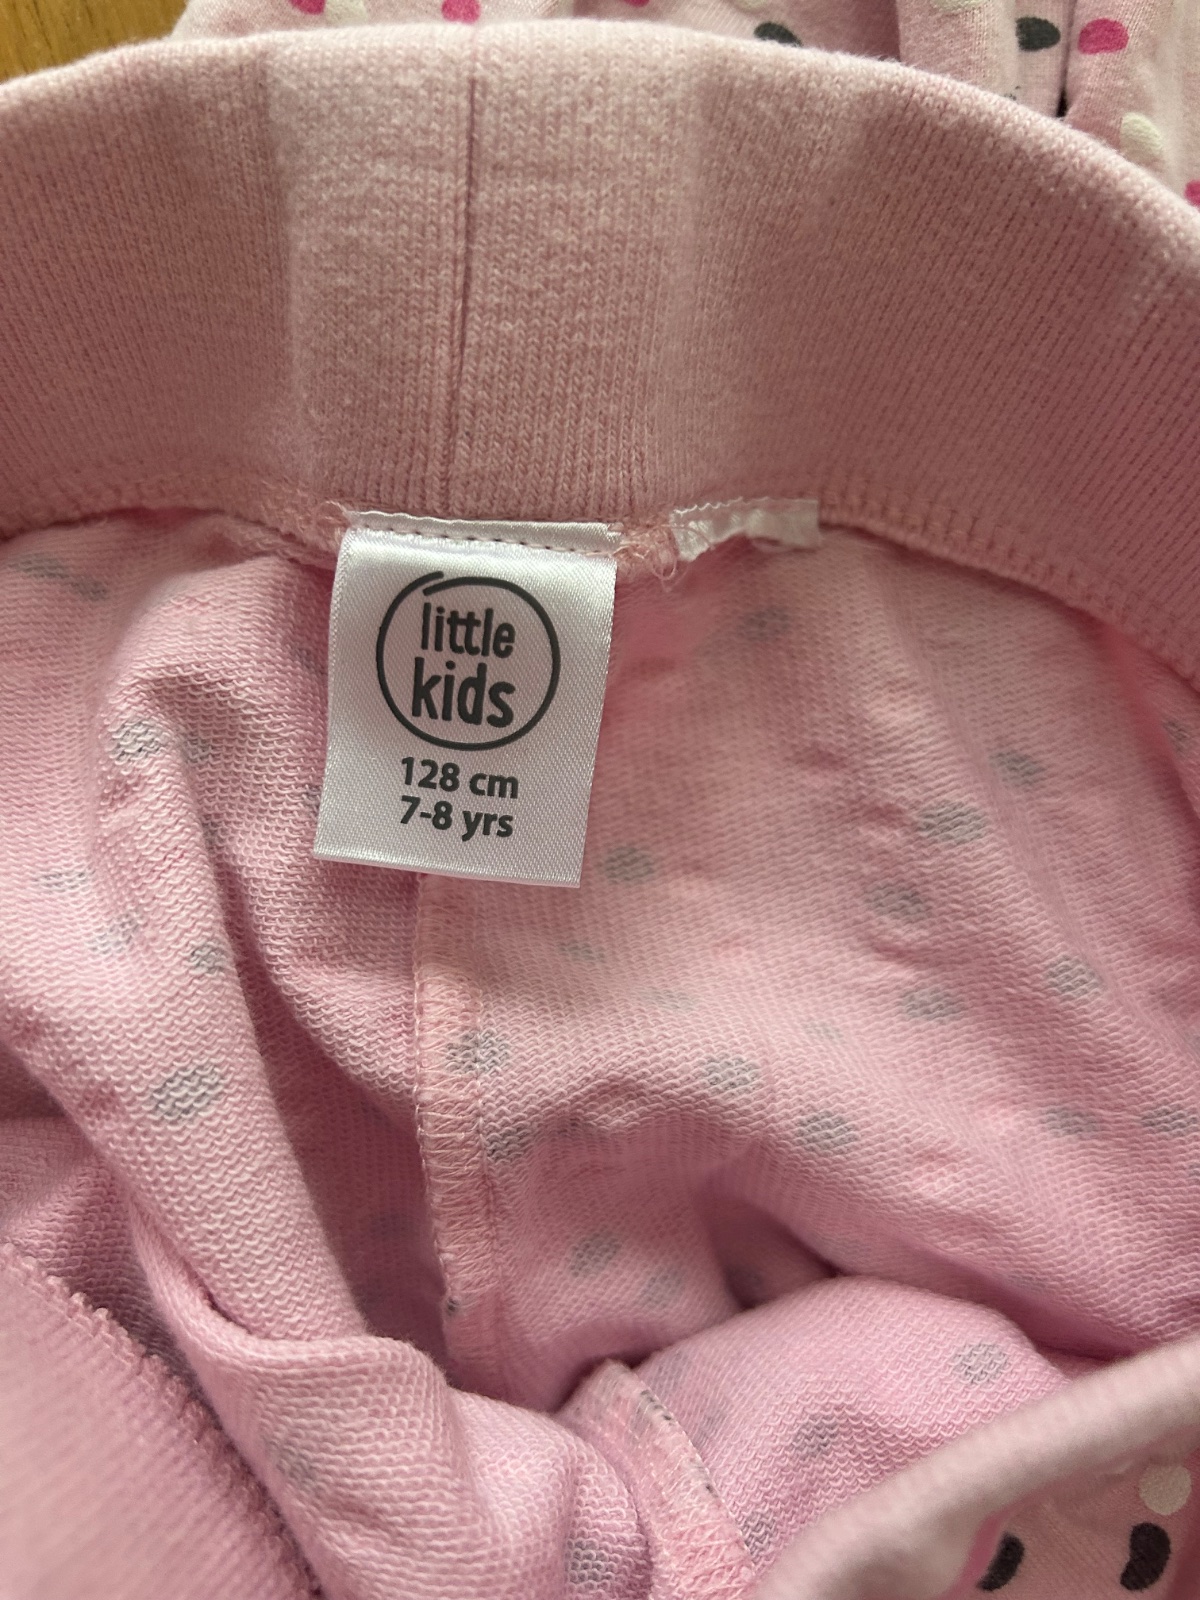 little
kids
128 cm
7-8 yrs